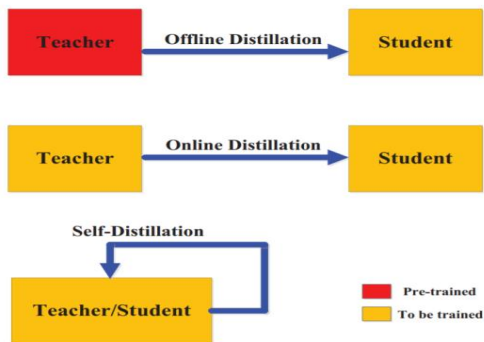 Teacher
Offline Distillation
Student
Teacher
Online Distillation
Student
Self-Distillation
Teacher/Student
Pre-trained
To be trained